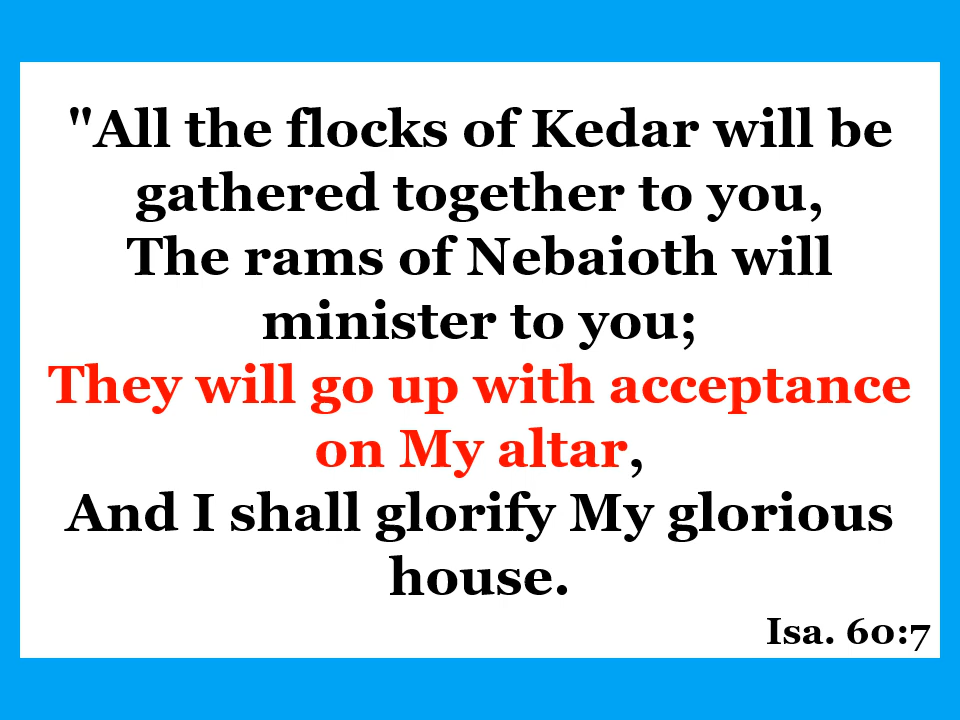 "All the flocks of Kedar will be
gathered together to you,
The rams of Nebaioth will
minister to you;
They will go up with acceptance
on My altar,
And I shall glorify My glorious
house.
Isa. 60:7